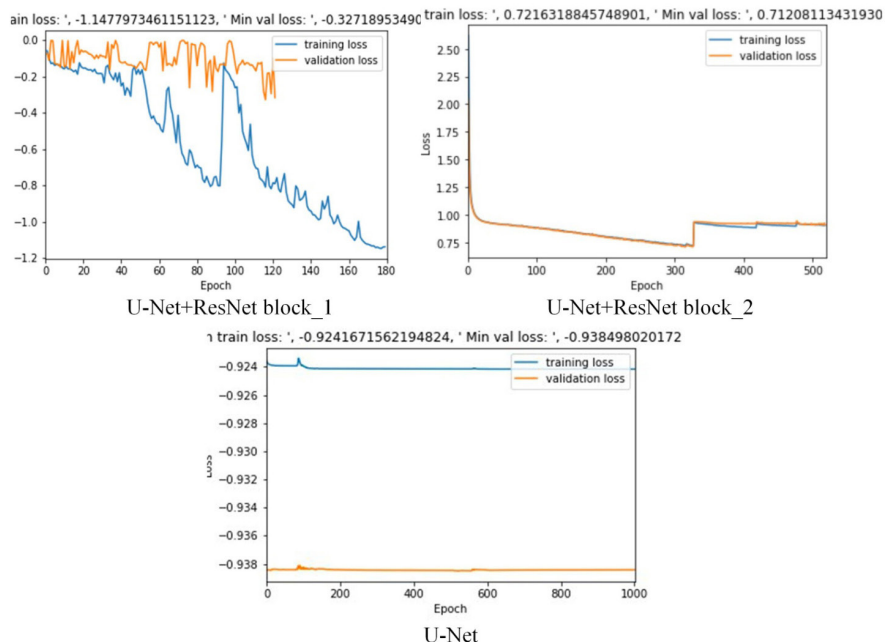 ain loss: ', -1.1477973461151123, ' Min val loss: ', -0.32718953490
0.0
−0.2
−0.4
−0.6
−0.8
−1.0
−1.2
training loss
validation loss
0 20 40 60 80 100 120 140 160 180
Epoch
U-Net+ResNet block_1
train loss: ', 0.7216318845748901, ' Min val loss: ', 0.71208113431930
2.50
2.25
2.00
1.75
1.50
1.25
1.00
0.75
Loss
training loss
validation loss
0 100 200 300 400 500
Epoch
U-Net+ResNet block_2
train loss: ', -0.9241671562194824, ' Min val loss: ', -0.938498020172
−0.924
−0.926
−0.928
−0.930
−0.932
−0.934
−0.936
−0.938
Loss
training loss
validation loss
0 200 400 600 800 1000
Epoch
U-Net